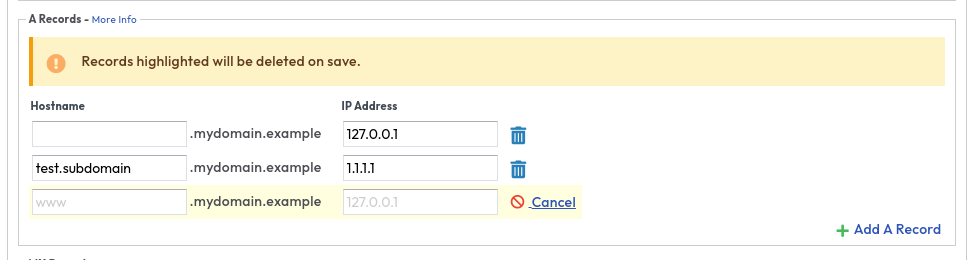 A Records - More Info
Records highlighted will be deleted on save.
Hostname IP Address
.mydomain.example 127.0.0.1
test.subdomain .mydomain.example 1.1.1.1
www .mydomain.example 127.0.0.1 Cancel
Add A Record